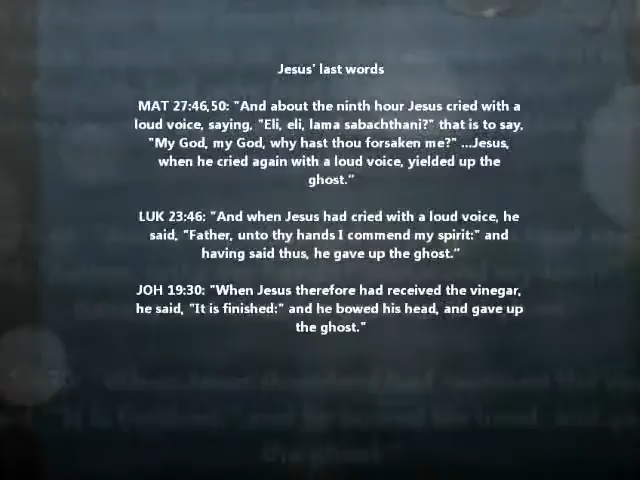 Jesus' last words
MAT 27:46,50: "And about the ninth hour Jesus cried with a
loud voice, saying, "Eli, eli, lama sabachthani?" that is to say,
"My God, my God, why hast thou forsaken me?" ...Jesus,
when he cried again with a loud voice, yielded up the
ghost."
LUK 23:46: "And when Jesus had cried with a loud voice, he
said, "Father, unto thy hands I commend my spirit:" and
having said thus, he gave up the ghost."
JOH 19:30: "When Jesus therefore had received the vinegar,
he said, "It is finished:" and he bowed his head, and gave up
the ghost."